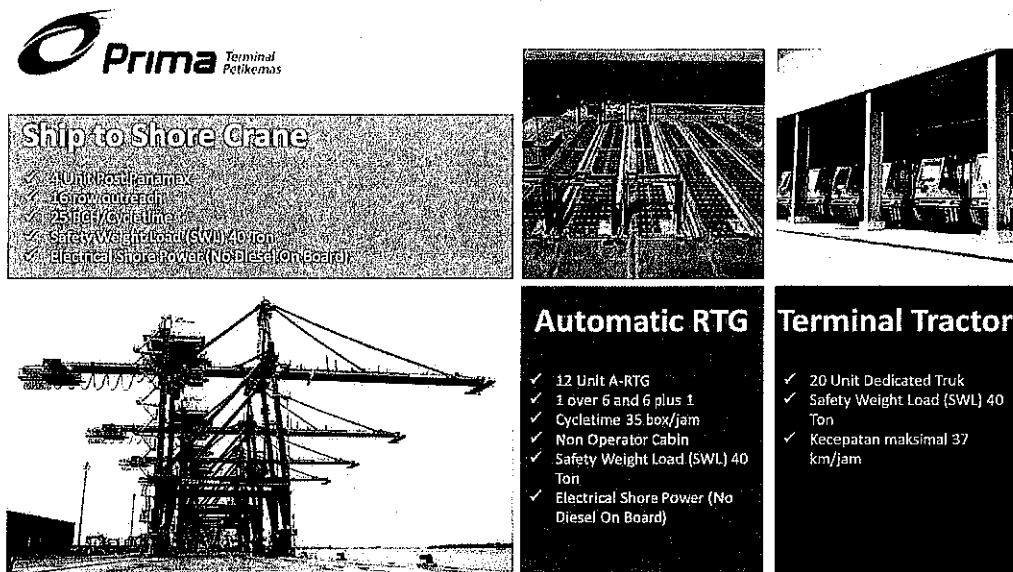 Prima Terminal
Petikemas
Ship to Shore Crane
✓ 4 Unit Post Panamax
✓ 16 row outreach
✓ 25 BCH/Cycletime
✓ Safety Weight Load (SWL) 40 Ton
✓ Electrical Shore Power (No Diesel On Board)
Automatic RTG
✓ 12 Unit A-RTG
✓ 1 over 6 and 6 plus 1
✓ Cycletime 35 box/jam
✓ Non Operator Cabin
✓ Safety Weight Load (SWL) 40
Ton
✓ Electrical Shore Power (No
Diesel On Board)
Terminal Tractor
✓ 20 Unit Dedicated Truk
✓ Safety Weight Load (SWL) 40
Ton
✓ Kecepatan maksimal 37
km/jam